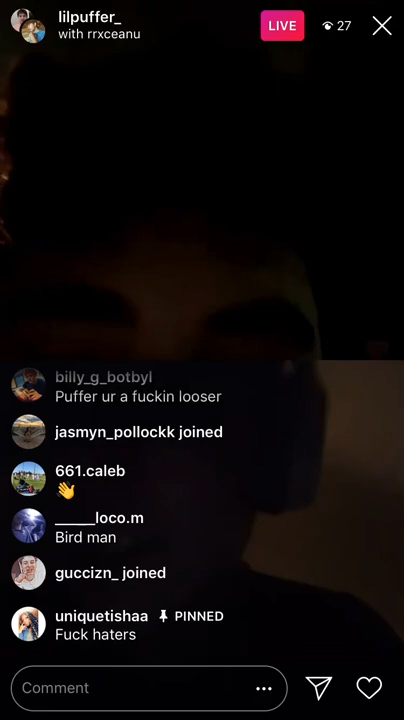 lilpuffer_
with rrxceanu
LIVE
27
billy_g_botbyl
Puffer ur a fuckin looser
jasmyn_pollockk joined
661.caleb
👋
_____loco.m
Bird man
guccizn_ joined
uniquetishaa PINNED
Fuck haters
Comment